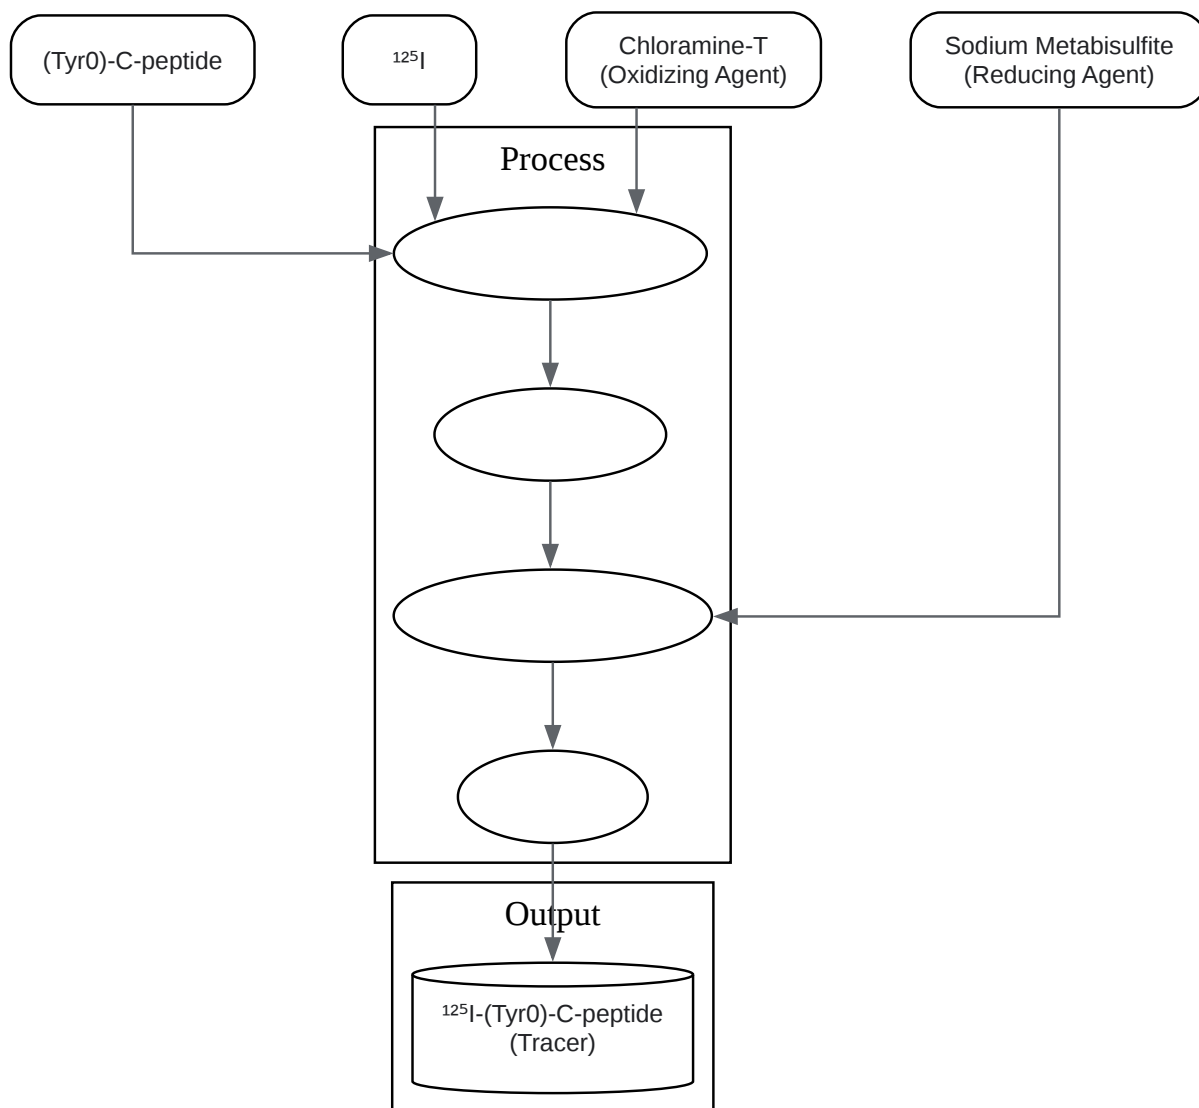 (Tyr0)-C-peptide
¹²⁵I
Chloramine-T
(Oxidizing Agent)
Sodium Metabisulfite
(Reducing Agent)
Process
Output
¹²⁵I-(Tyr0)-C-peptide
(Tracer)